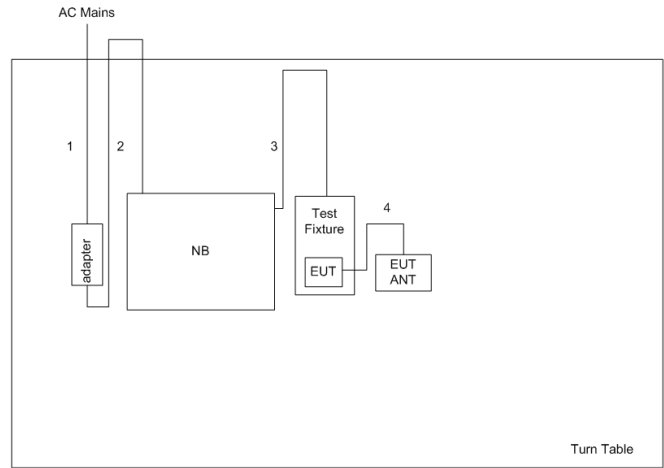 AC Mains
1
2
3
4
adapter
NB
Test
Fixture
EUT
EUT
ANT
Turn Table